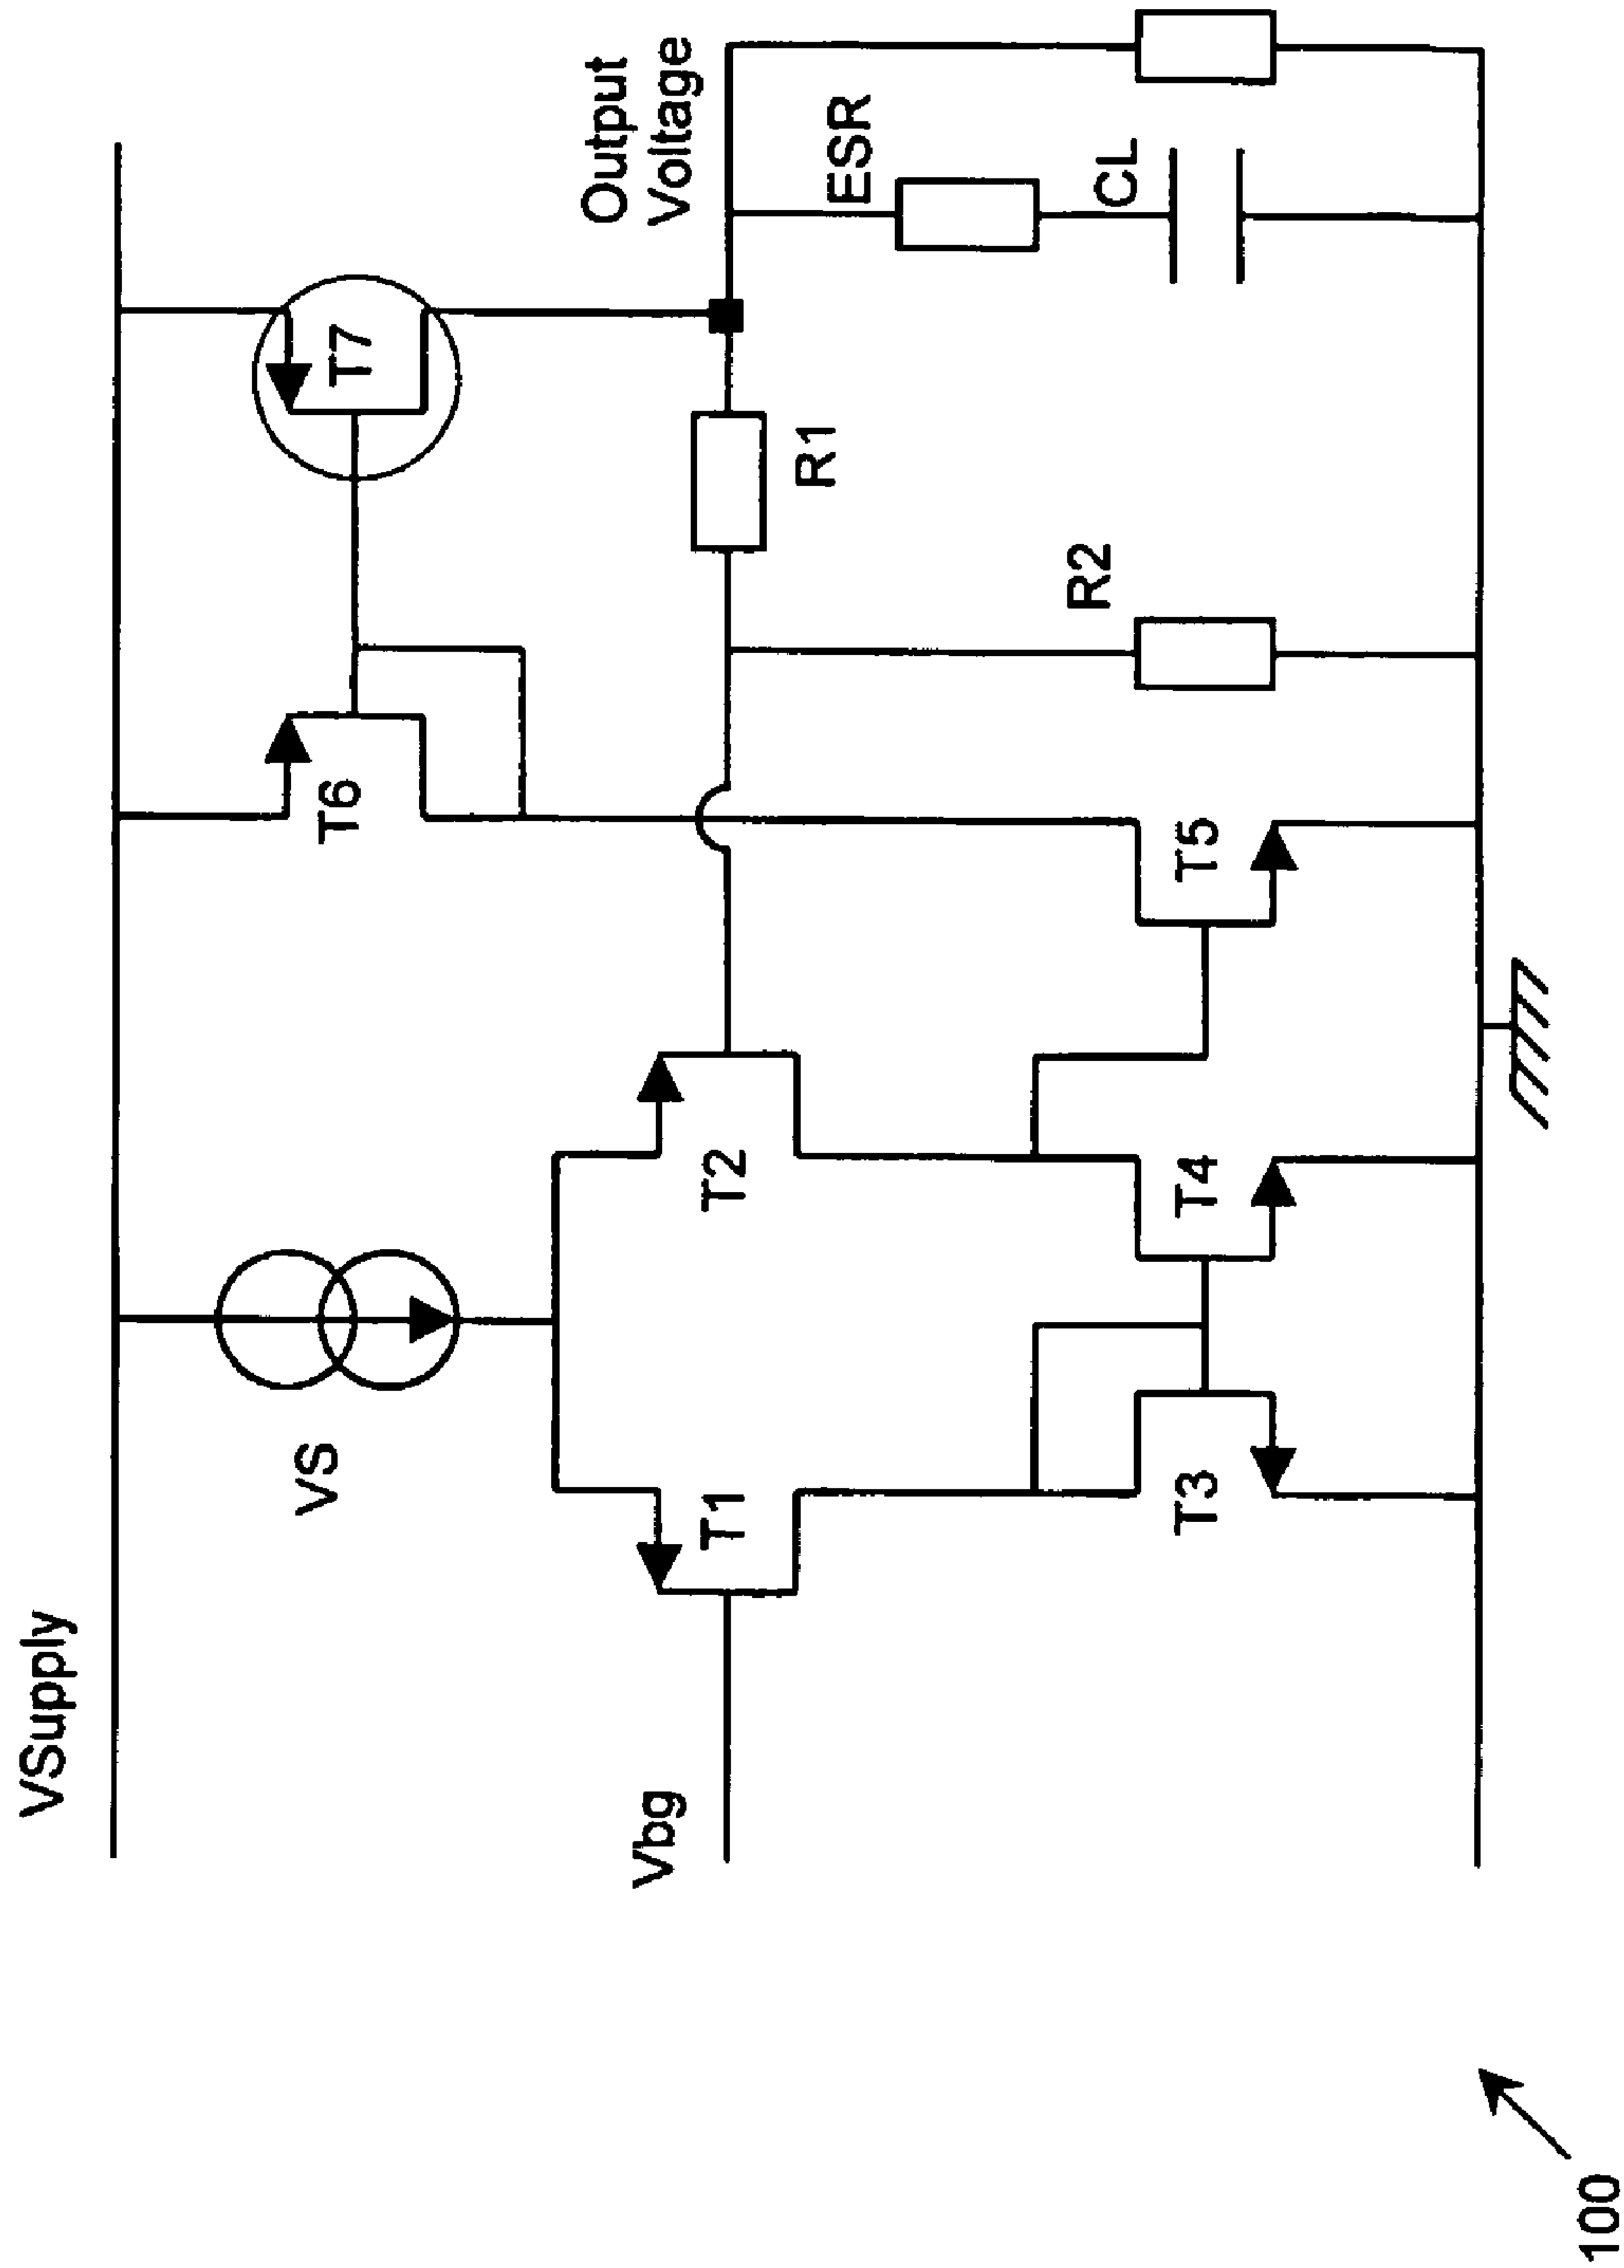 VSupply
VS
T6
T7
Output
Voltage
Vbg
T1
T2
R1
ESR
R2
CL
T3
T4
T5
100